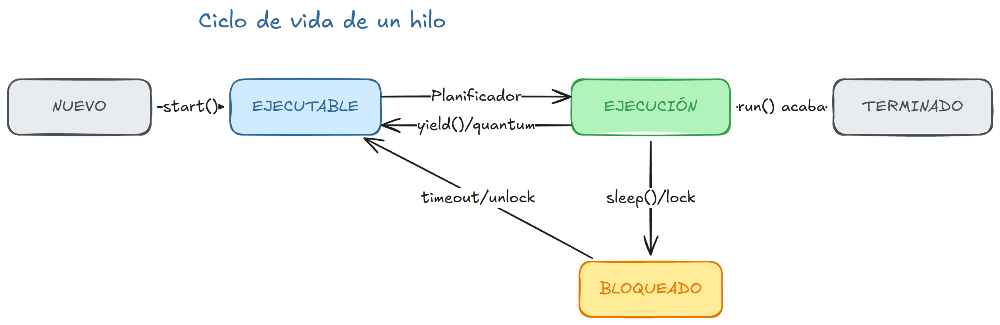 Ciclo de vida de un hilo
NUEVO
start()
EJECUTABLE
Planificador
yield()/quantum
EJECUCIÓN
run() acaba
TERMINADO
timeout/unlock
sleep()/lock
BLOQUEADO